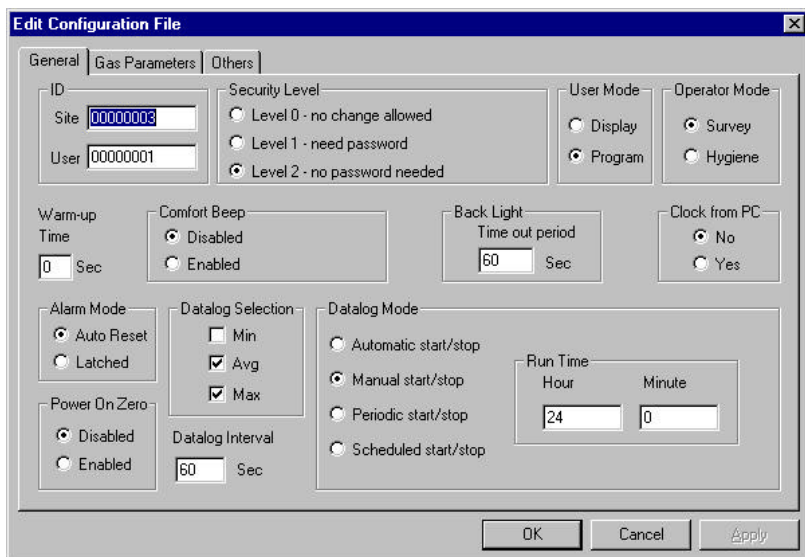 Edit Configuration File
General Gas Parameters Others
ID
Site 00000003
User 00000001
Security Level
Level 0 - no change allowed
Level 1 - need password
Level 2 - no password needed
User Mode
Display
Program
Operator Mode
Survey
Hygiene
Warm-up
Time
0 Sec
Comfort Beep
Disabled
Enabled
Back Light
Time out period
60 Sec
Clock from PC
No
Yes
Alarm Mode
Auto Reset
Latched
Datalog Selection
Min
Avg
Max
Datalog Mode
Automatic start/stop
Manual start/stop
Periodic start/stop
Scheduled start/stop
Run Time
Hour Minute
24 0
Power On Zero
Disabled
Enabled
Datalog Interval
60 Sec
OK Cancel Apply